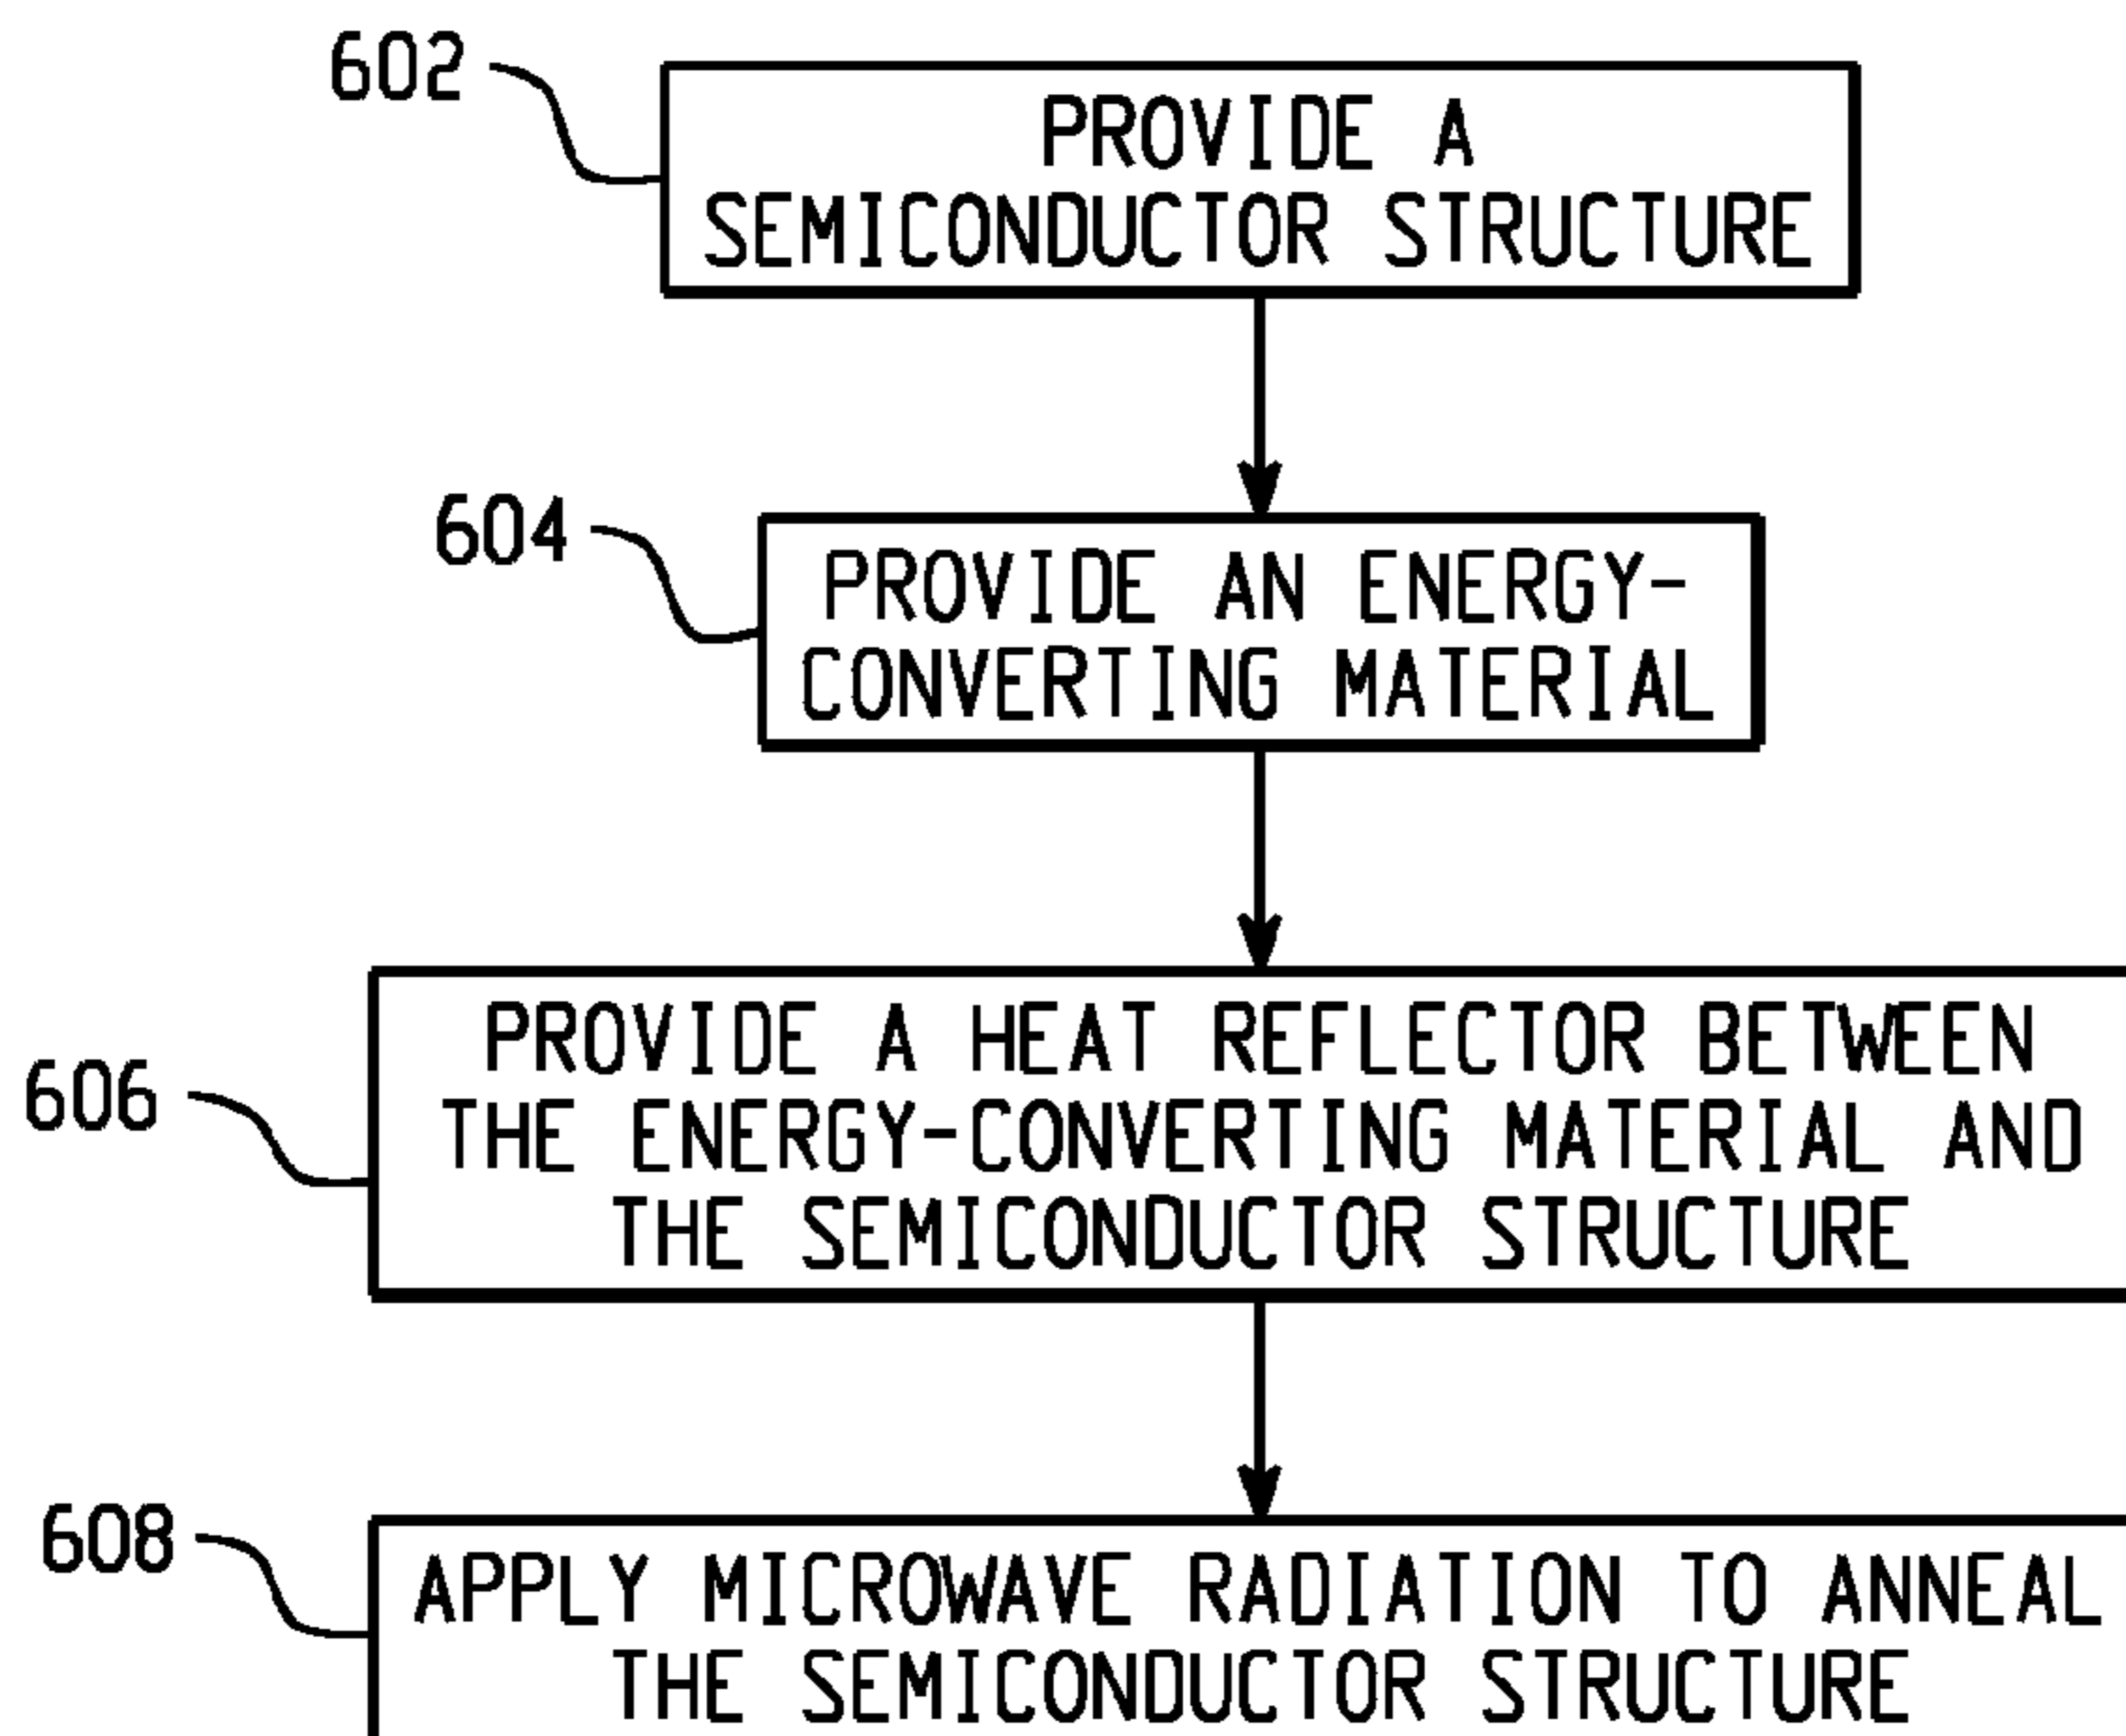 602
PROVIDE A
SEMICONDUCTOR STRUCTURE
604
PROVIDE AN ENERGY-
CONVERTING MATERIAL
606
PROVIDE A HEAT REFLECTOR BETWEEN
THE ENERGY-CONVERTING MATERIAL AND
THE SEMICONDUCTOR STRUCTURE
608
APPLY MICROWAVE RADIATION TO ANNEAL
THE SEMICONDUCTOR STRUCTURE